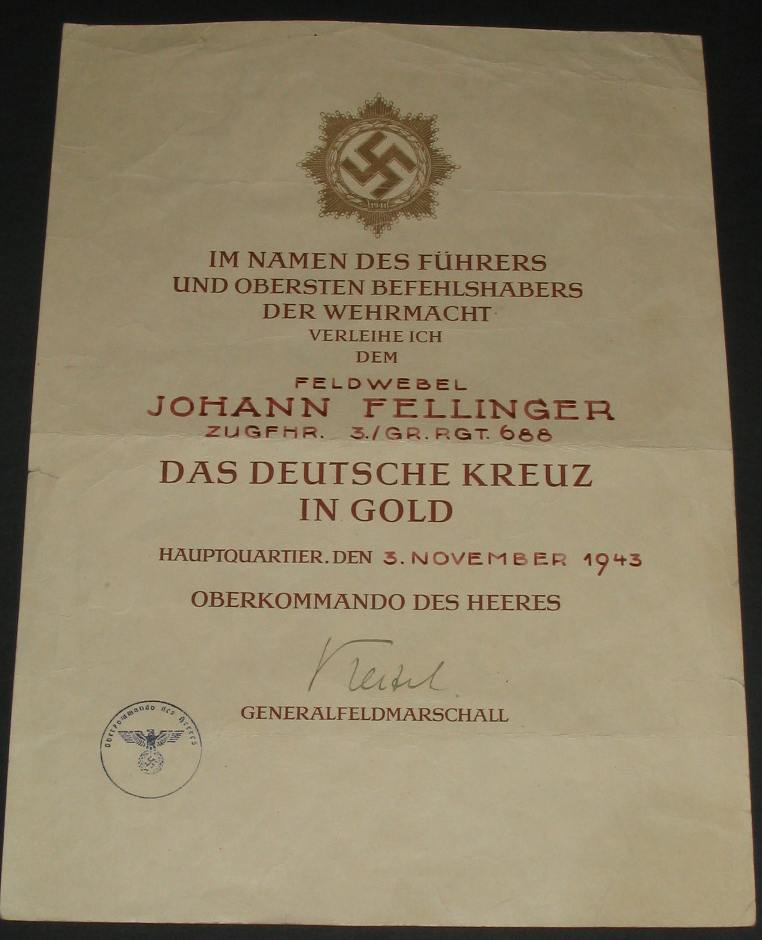 1941
IM NAMEN DES FÜHRERS
UND OBERSTEN BEFEHLSHABERS
DER WEHRMACHT
VERLEIHE ICH
DEM
FELDWEBEL
JOHANN FELLINGER
ZUGFHR. 3./GR.RGT. 688
DAS DEUTSCHE KREUZ
IN GOLD
HAUPTQUARTIER, DEN 3. NOVEMBER 1943
OBERKOMMANDO DES HEERES
Keitel
GENERALFELDMARSCHALL
Oberkommando des Heeres